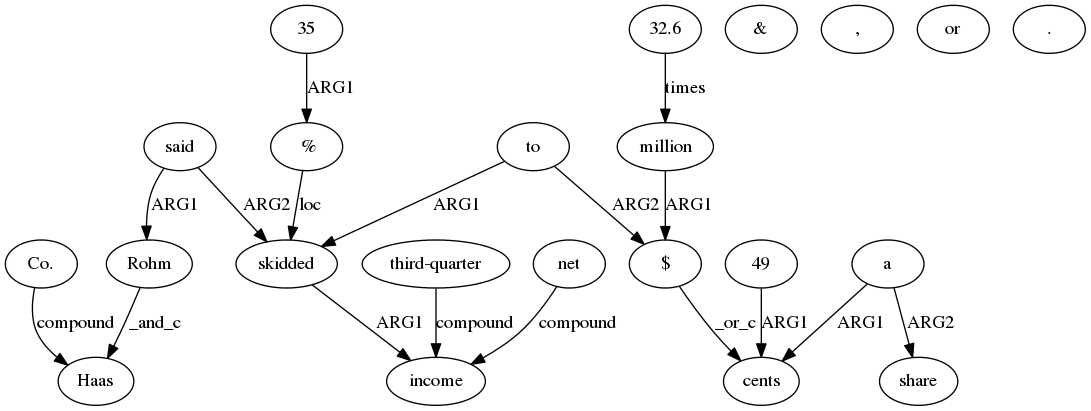 35 32.6 & , or .
ARG1 times
said % to million
ARG1 ARG2 loc ARG1 ARG2 ARG1
Co. Rohm skidded third-quarter net $ 49 a
compound _and_c ARG1 compound compound _or_c ARG1 ARG1 ARG2
Haas income cents share